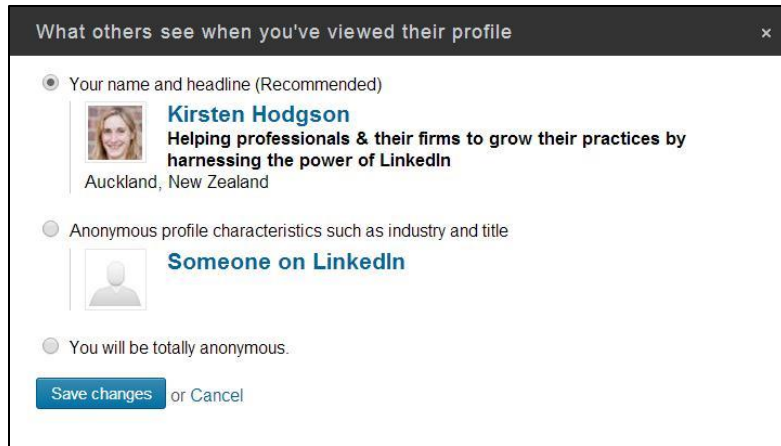 What others see when you've viewed their profile ×
Your name and headline (Recommended)
Kirsten Hodgson
Helping professionals & their firms to grow their practices by
harnessing the power of LinkedIn
Auckland, New Zealand
Anonymous profile characteristics such as industry and title
Someone on LinkedIn
You will be totally anonymous.
Save changes or Cancel